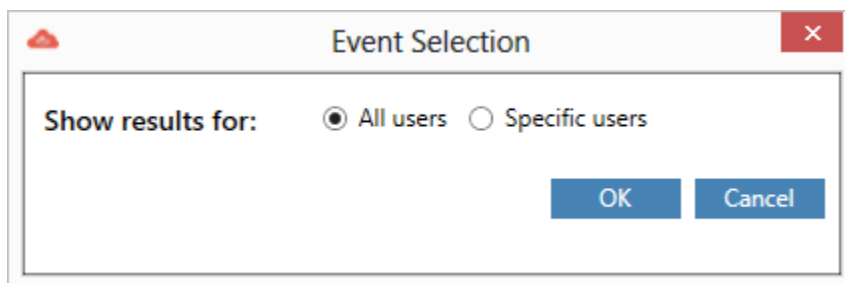 Event Selection
Show results for: All users Specific users
OK Cancel